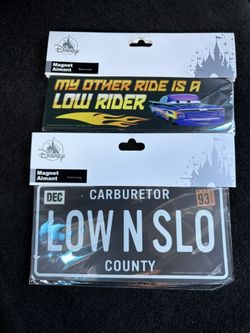 Disney
Magnet
Aimant
MY OTHER RIDE IS A
LOW RIDER
Disney
Magnet
Aimant
DEC
CARBURETOR
93
LOW N SLO
COUNTY